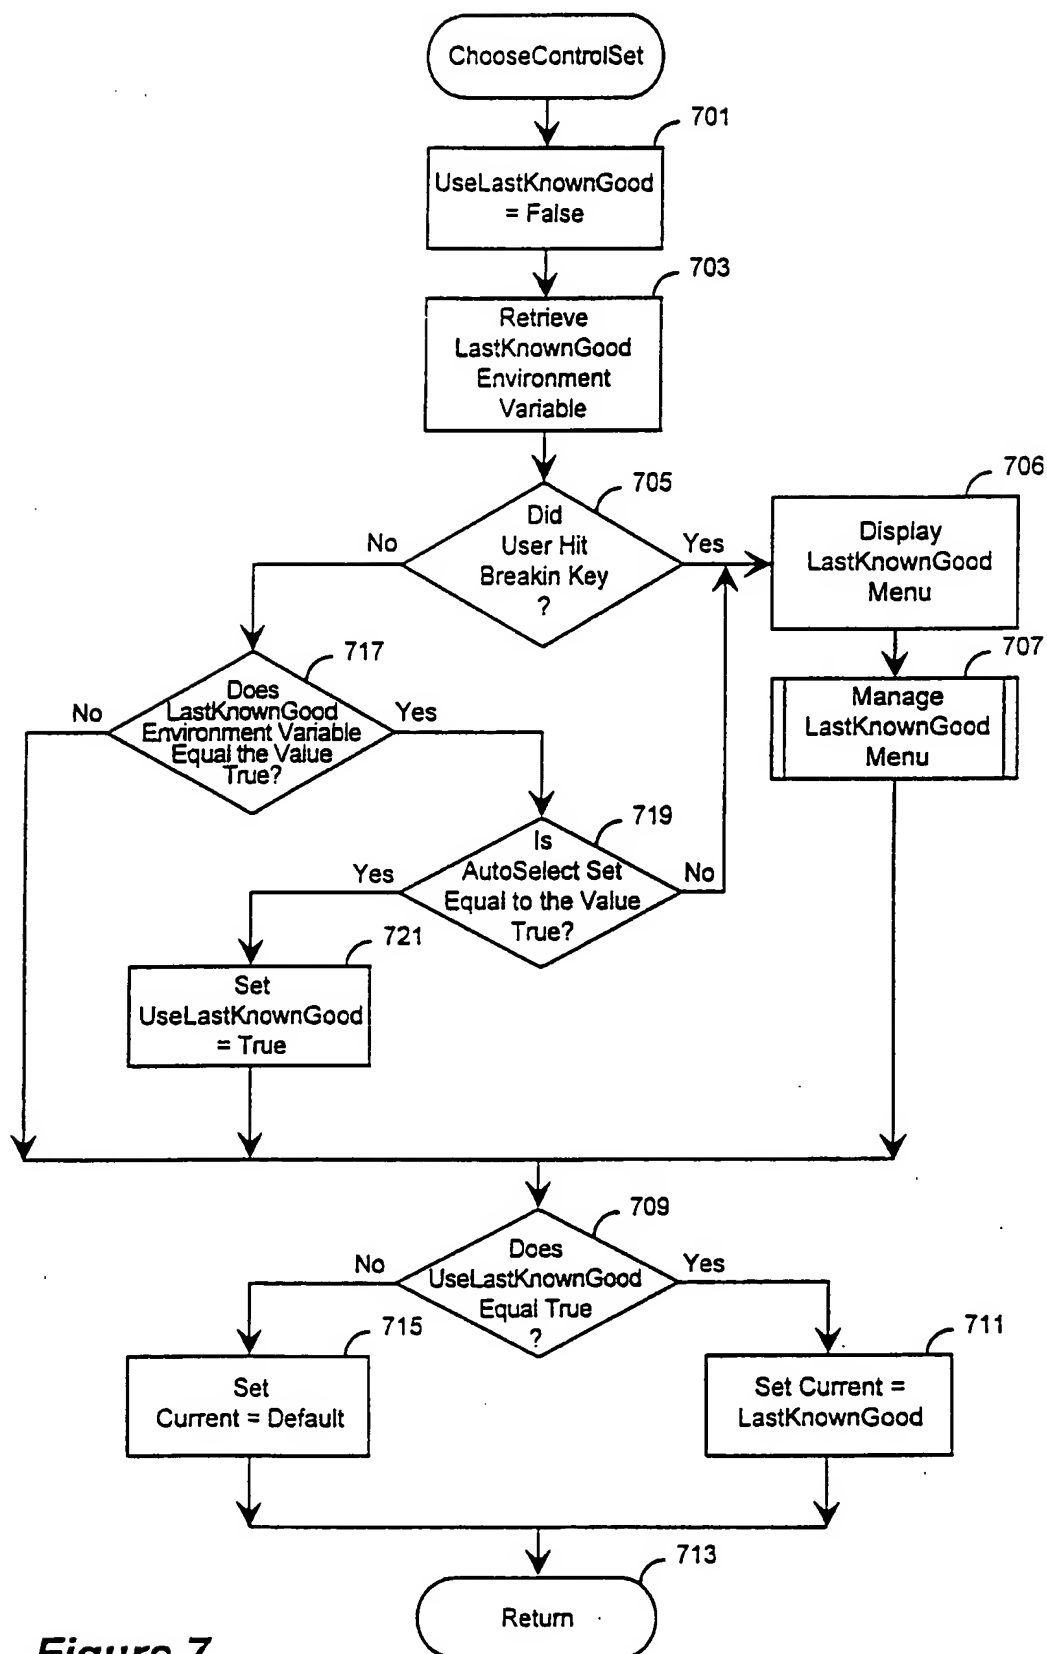 ChooseControlSet
701
UseLastKnownGood
= False
703
Retrieve
LastKnownGood
Environment
Variable
705
Did
User Hit
Breakin Key
?
No
Yes
706
Display
LastKnownGood
Menu
707
Manage
LastKnownGood
Menu
717
Does
LastKnownGood
Environment Variable
Equal the Value
True?
No
Yes
719
Is
AutoSelect Set
Equal to the Value
True?
Yes
No
721
Set
UseLastKnownGood
= True
709
Does
UseLastKnownGood
Equal True
?
No
Yes
715
Set
Current = Default
711
Set Current =
LastKnownGood
713
Return
Figure 7